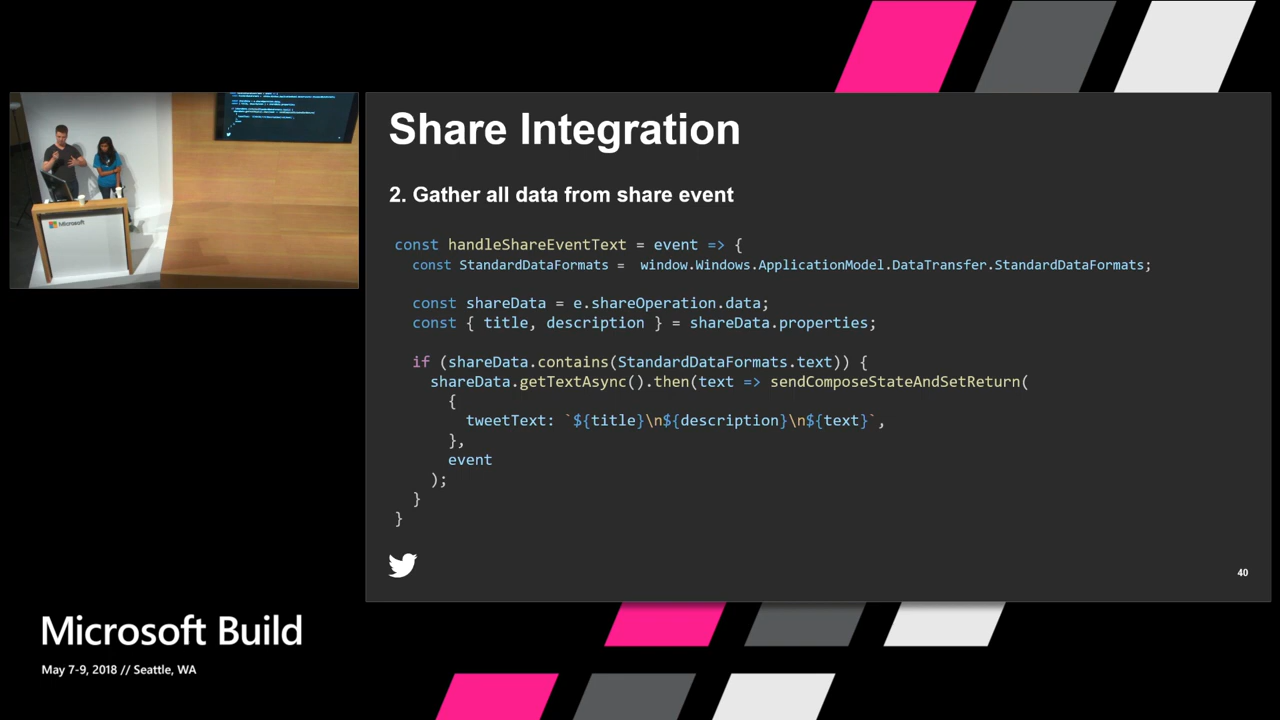 Microsoft
Share Integration
2. Gather all data from share event
const handleShareEventText = event => {
const StandardDataFormats = window.Windows.ApplicationModel.DataTransfer.StandardDataFormats;
const shareData = e.shareOperation.data;
const { title, description } = shareData.properties;
if (shareData.contains(StandardDataFormats.text)) {
shareData.getTextAsync().then(text => sendComposeStateAndSetReturn(
{
tweetText: `${title}\n${description}\n${text}`,
},
event
);
}
}
40
Microsoft Build
May 7-9, 2018 // Seattle, WA